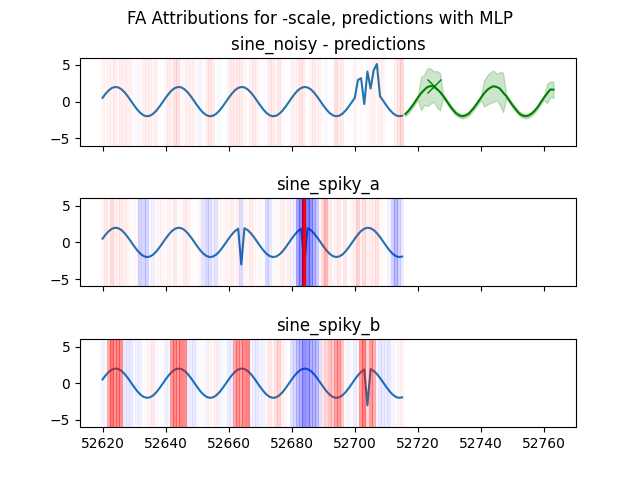 FA Attributions for -scale, predictions with MLP
sine_noisy - predictions
5
0
−5
sine_spiky_a
5
0
−5
sine_spiky_b
5
0
−5
52620 52640 52660 52680 52700 52720 52740 52760